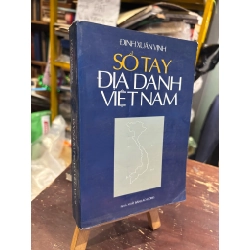 ĐINH XUÂN VỊNH
SỔ TAY
ĐỊA DANH
VIỆT NAM